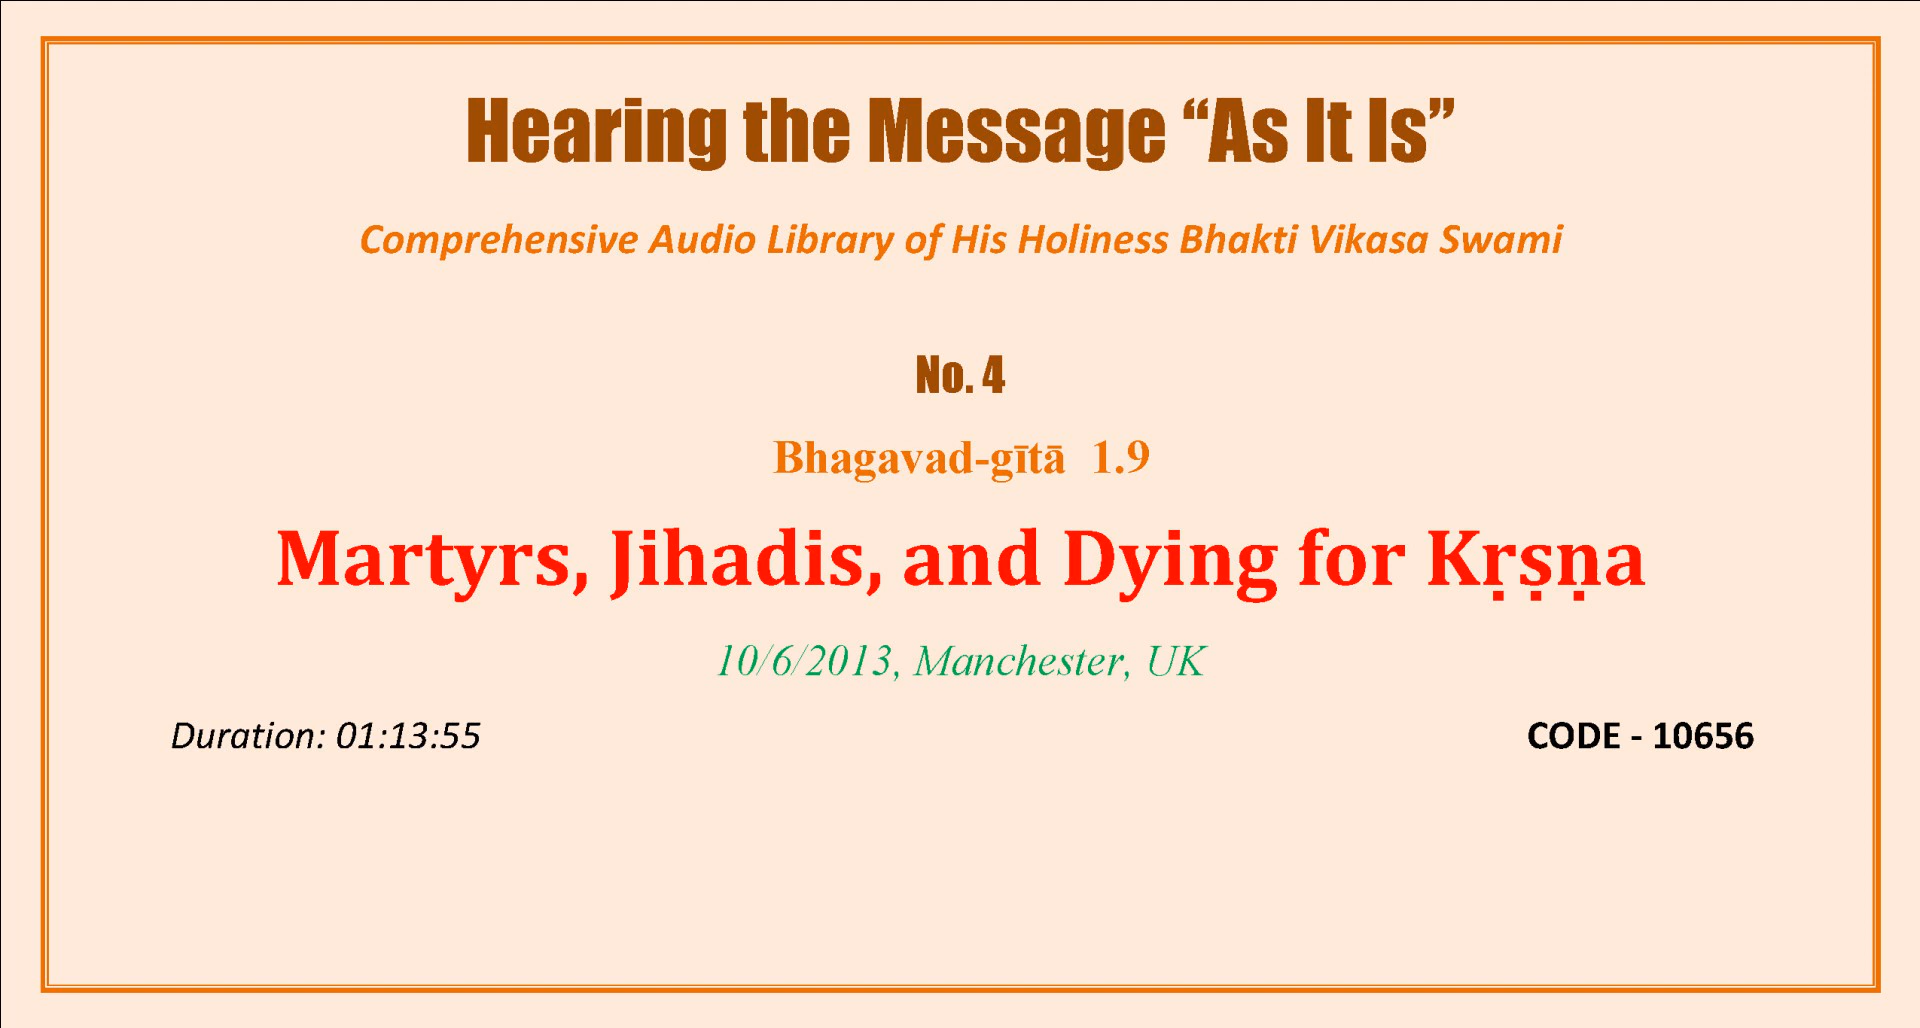 Hearing the Message “As It Is”
Comprehensive Audio Library of His Holiness Bhakti Vikasa Swami
No. 4
Bhagavad-gītā 1.9
Martyrs, Jihadis, and Dying for Kṛṣṇa
10/6/2013, Manchester, UK
Duration: 01:13:55 CODE - 10656